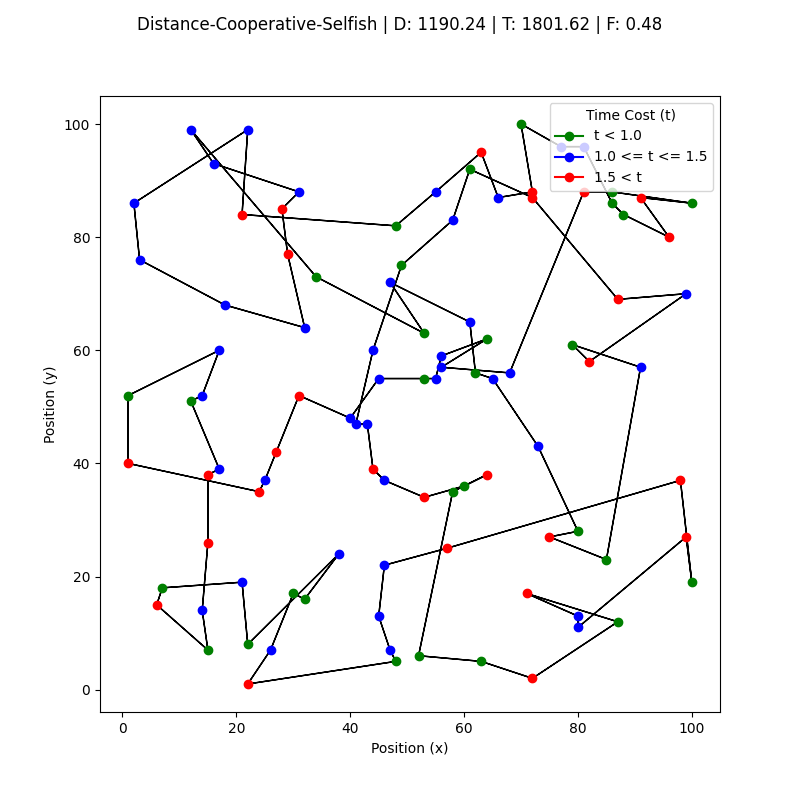 Distance-Cooperative-Selfish | D: 1190.24 | T: 1801.62 | F: 0.48
Time Cost (t)
t < 1.0
1.0 <= t <= 1.5
1.5 < t
100
80
60
40
20
0
Position (y)
0 20 40 60 80 100
Position (x)